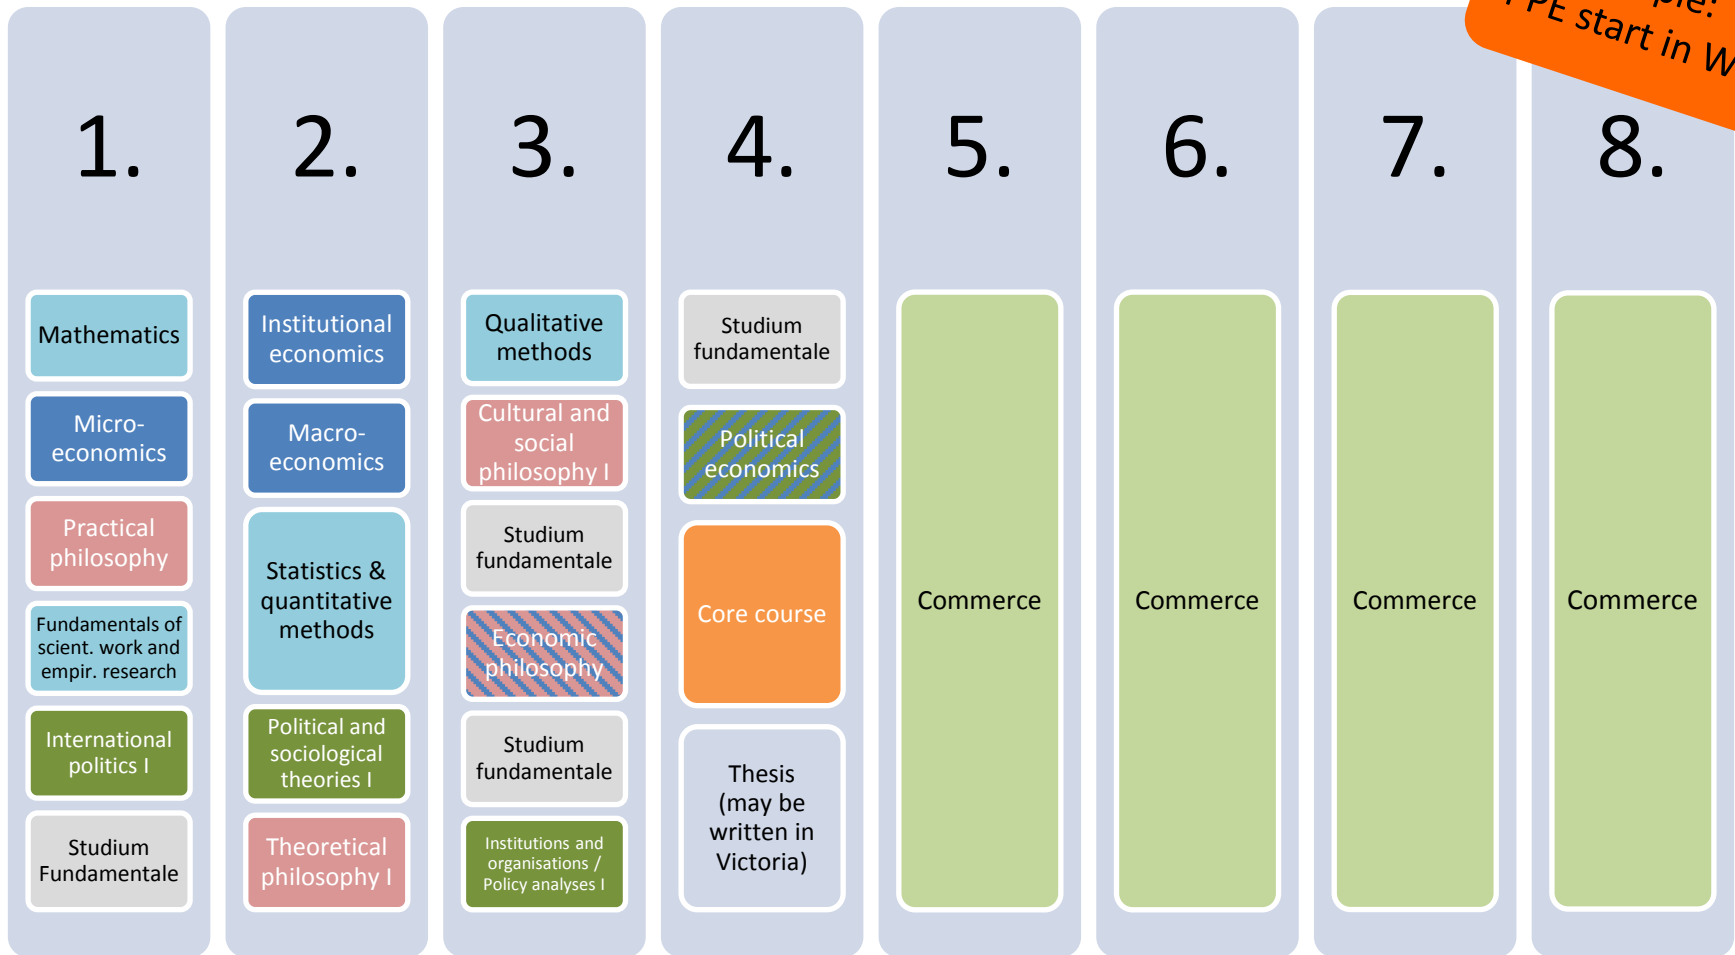 PPE start in
1.
2.
3.
4.
5.
6.
7.
8.
Mathematics
Micro-
economics
Practical
philosophy
Fundamentals of
scient. work and
empir. research
International
politics I
Studium
Fundamentale
Institutional
economics
Macro-
economics
Statistics &
quantitative
methods
Political and
sociological
theories I
Theoretical
philosophy I
Qualitative
methods
Cultural and
social
philosophy I
Studium
fundamentale
Economic
philosophy
Studium
fundamentale
Institutions and
organisations /
Policy analyses I
Studium
fundamentale
Political
economics
Core course
Thesis
(may be
written in
Victoria)
Commerce
Commerce
Commerce
Commerce